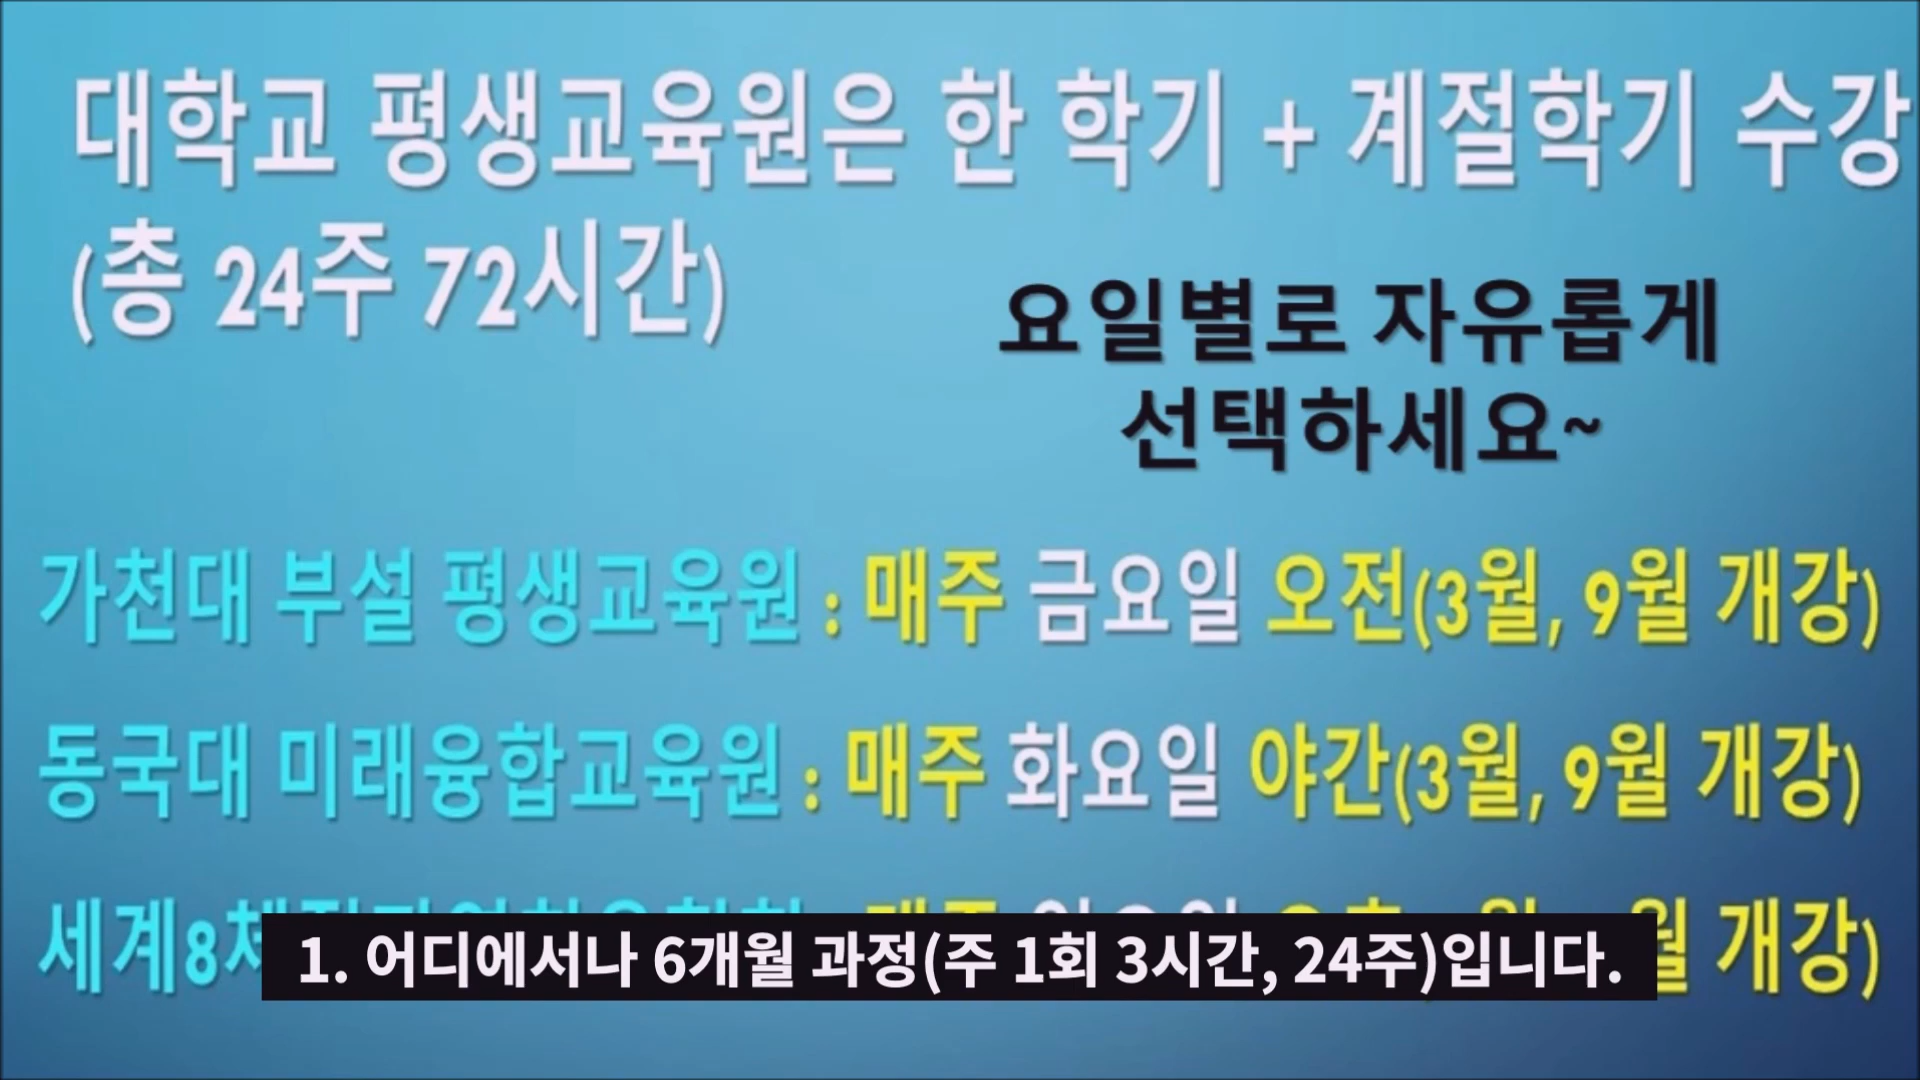 대학교 평생교육원은 한 학기 + 계절학기 수강
(총 24주 72시간)
요일별로 자유롭게
선택하세요~
가천대 부설 평생교육원 : 매주 금요일 오전(3월, 9월 개강)
동국대 미래융합교육원 : 매주 화요일 야간(3월, 9월 개강)
세계8체 개강)
1. 어디에서나 6개월 과정(주 1회 3시간, 24주)입니다.